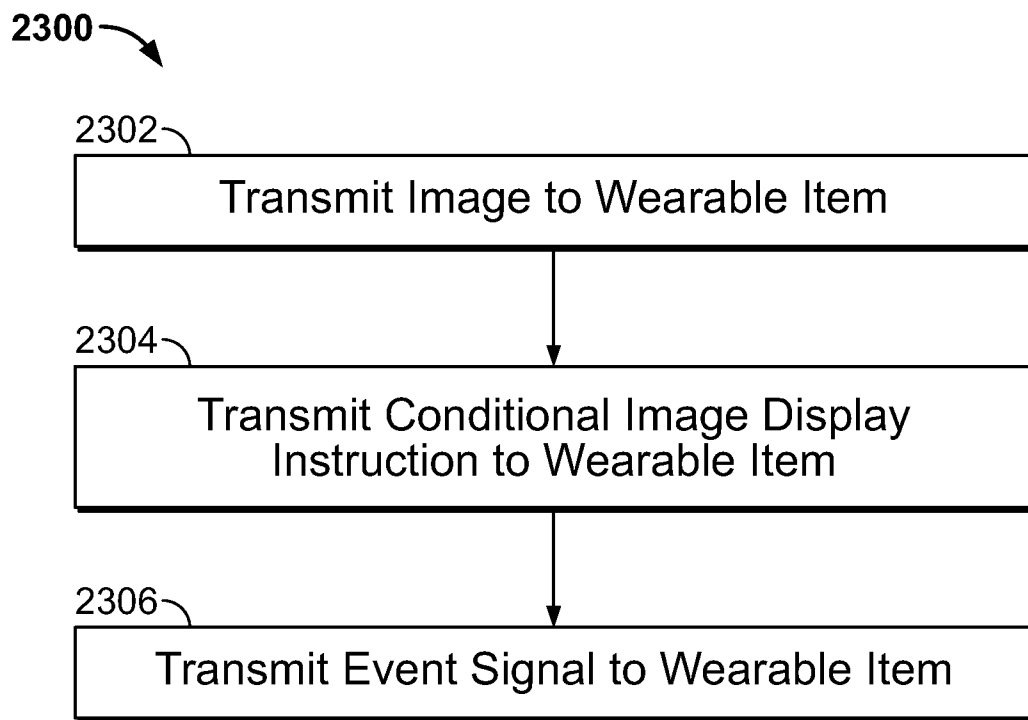 2300
2302
Transmit Image to Wearable Item
2304
Transmit Conditional Image Display
Instruction to Wearable Item
2306
Transmit Event Signal to Wearable Item